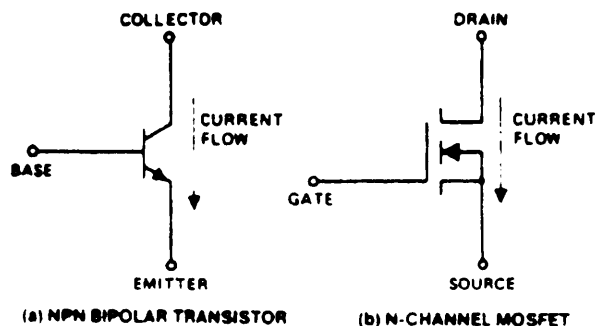 COLLECTOR
CURRENT
FLOW
BASE
EMITTER
(a) NPN BIPOLAR TRANSISTOR
DRAIN
CURRENT
FLOW
GATE
SOURCE
(b) N-CHANNEL MOSFET